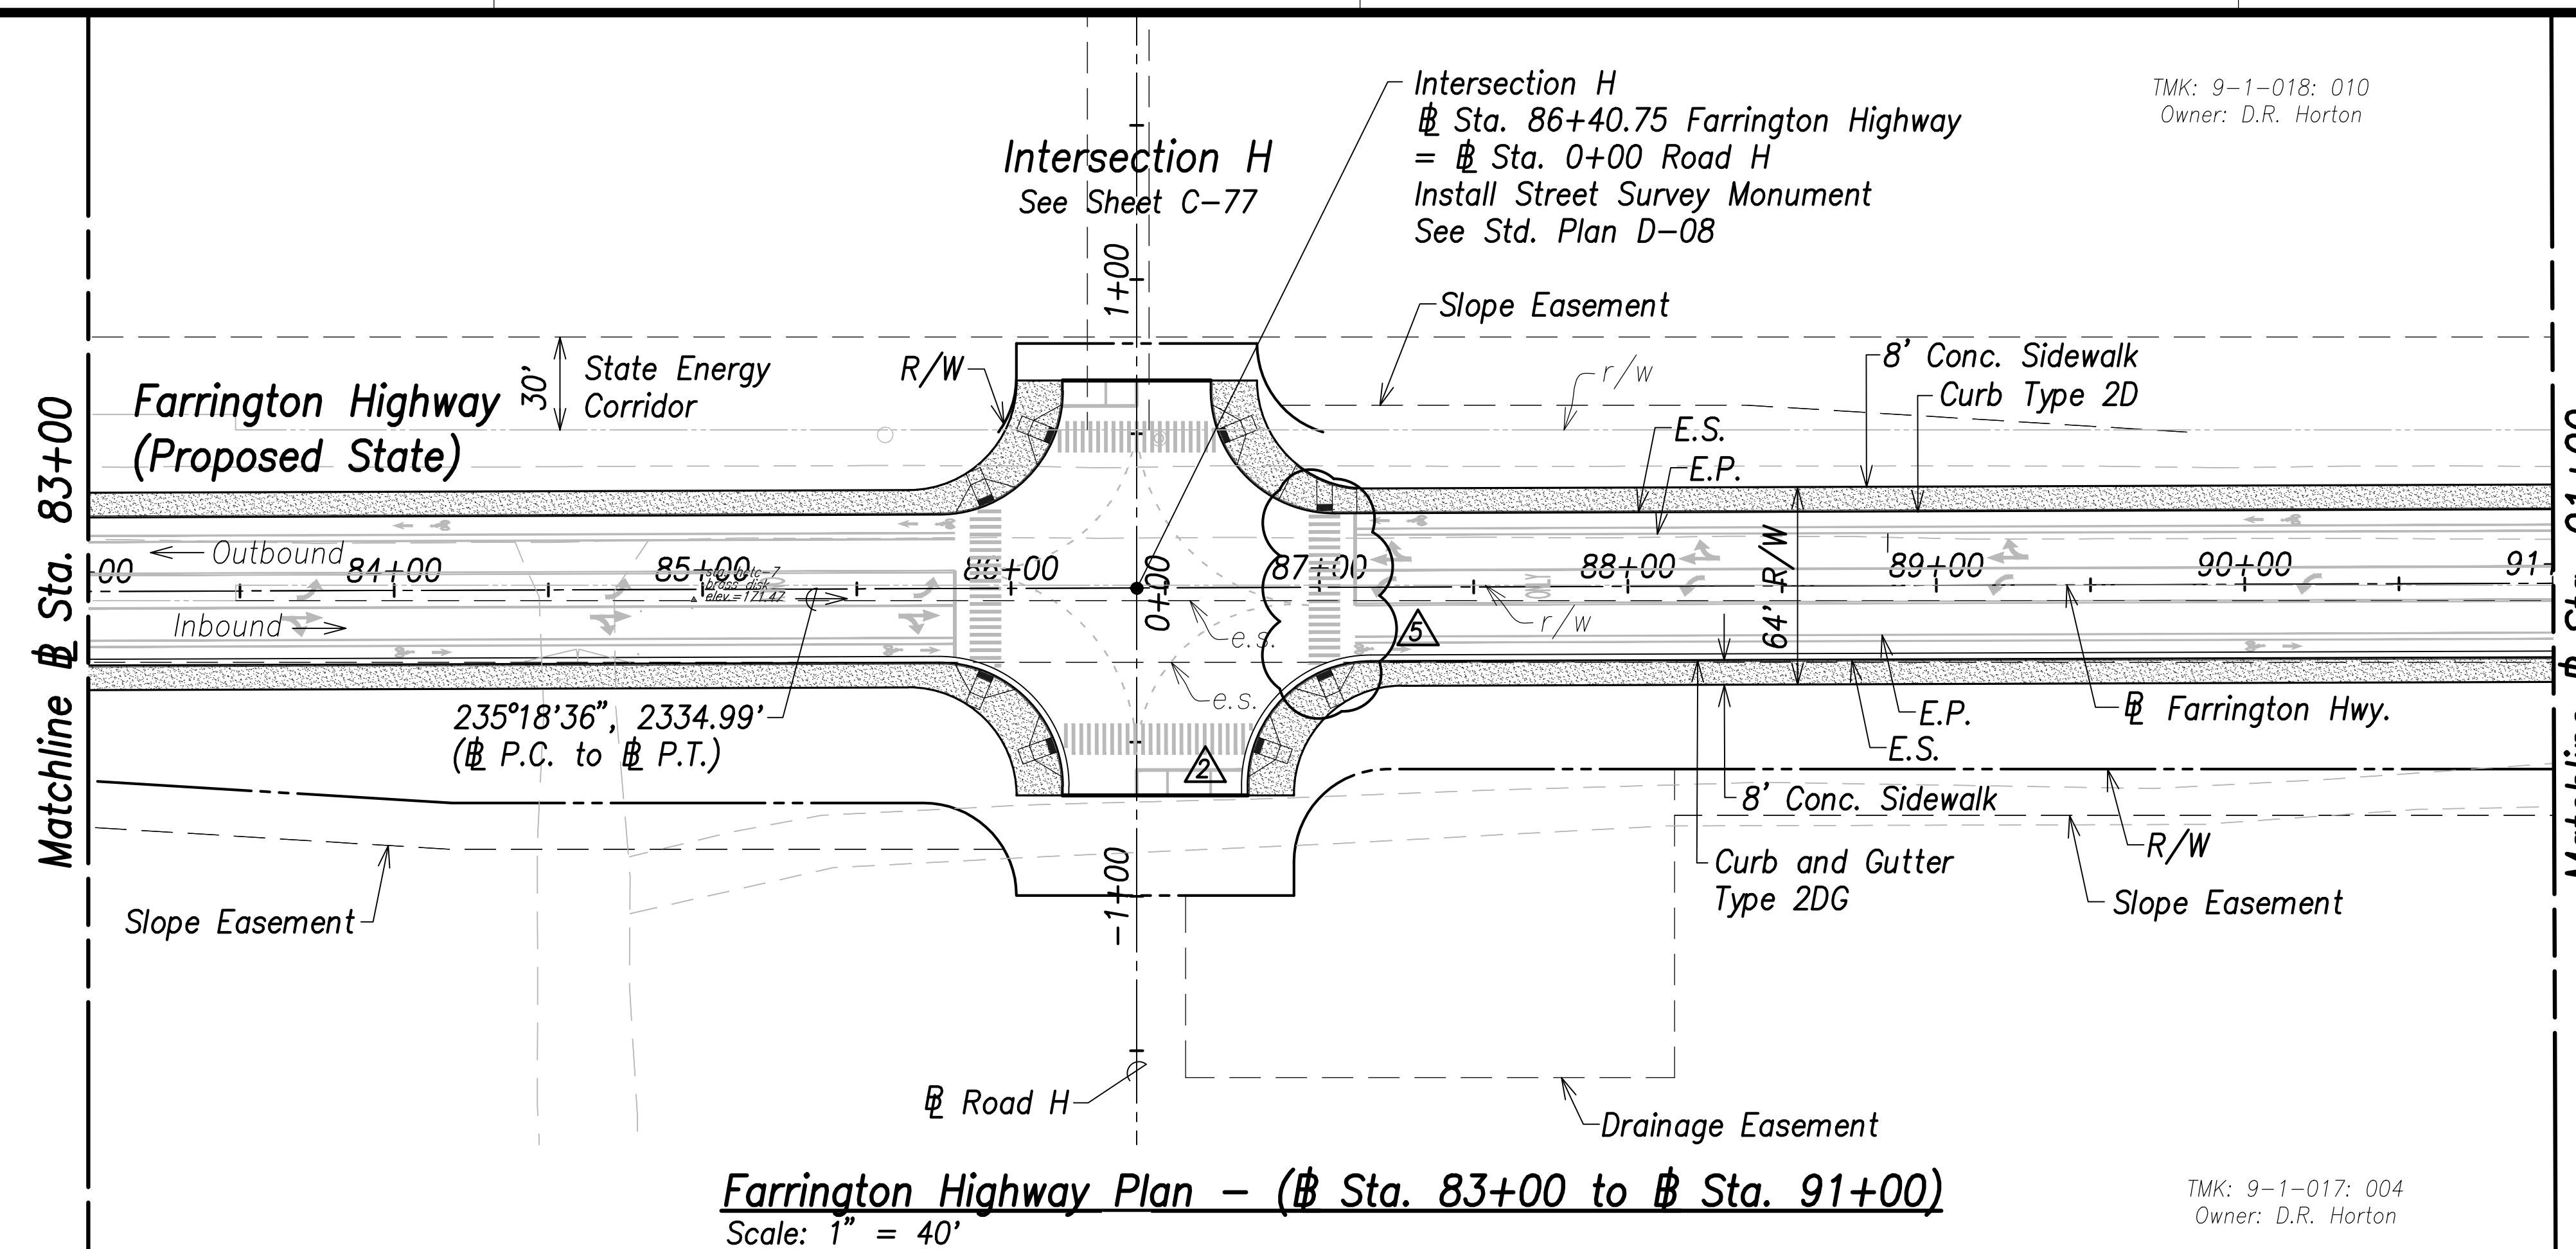 Intersection H
℄ Sta. 86+40.75 Farrington Highway
= ℄ Sta. 0+00 Road H
Install Street Survey Monument
See Std. Plan D-08
TMK: 9-1-018: 010
Owner: D.R. Horton
Intersection H
See Sheet C-77
1+00
Slope Easement
30'
State Energy
Corridor
R/W
r/w
8' Conc. Sidewalk
Curb Type 2D
Farrington Highway
(Proposed State)
E.S.
E.P.
Matchline ℄ Sta. 83+00
Outbound
84+00
85+00
brass disk
elev.=171.47
86+00
0+00
87+00
88+00
64' R/W
89+00
90+00
91+
Inbound
e.s.
r/w
5
e.s.
235°18'36", 2334.99'
(℄ P.C. to ℄ P.T.)
2
E.P.
E.S.
℄ Farrington Hwy.
8' Conc. Sidewalk
R/W
Curb and Gutter
Type 2DG
Slope Easement
Slope Easement
-1+00
℄ Road H
Drainage Easement
Farrington Highway Plan - (℄ Sta. 83+00 to ℄ Sta. 91+00)
Scale: 1" = 40'
TMK: 9-1-017: 004
Owner: D.R. Horton